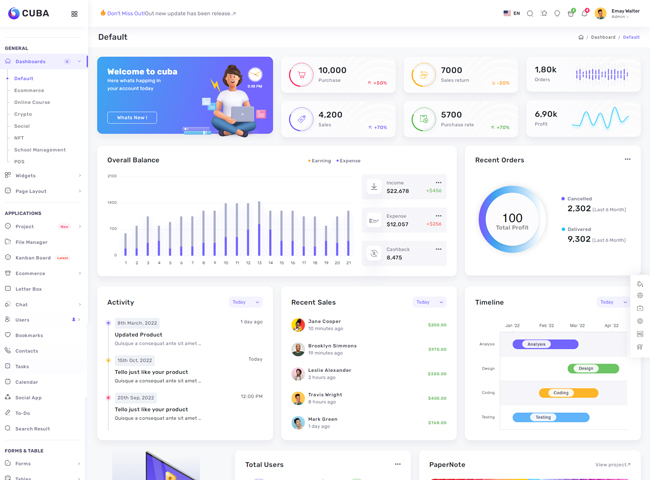 CUBA
Don't Miss Out! Out new update has been release.
EN
Emay Walter
Admin
Default
Dashboard / Default
GENERAL
Dashboards
Default
Ecommerce
Online Course
Crypto
Social
NFT
School Management
POS
Widgets
Page Layout
APPLICATIONS
Project New
File Manager
Kanban Board Latest
Ecommerce
Letter Box
Chat
Users
Bookmarks
Contacts
Tasks
Calendar
Social App
To-Do
Search Result
FORMS & TABLE
Forms
Tables
Welcome to cuba
Here whats happing in
your account today
Whats New !
10,000
Purchase
+50%
7000
Sales return
-20%
1.80k
Orders
4,200
Sales
+70%
5700
Purchase rate
+70%
6.90k
Profit
Overall Balance
Earning Expense
2100
1400
700
000
1 2 3 4 5 6 7 8 9 10 11 12 13 14 15 16 17 18 19 20 21
Income
$22,678
+$456
Expense
$12,057
+$256
Cashback
8,475
Recent Orders
100
Total Profit
Cancelled
2,302 (Last 6 Month)
Delivered
9,302 (Last 6 Month)
Activity
Today
8th March, 2022
1 day ago
Updated Product
Quisque a consequat ante sit amet ...
15th Oct, 2022
Today
Tello just like your product
Quisque a consequat ante sit amet ...
20th Sep, 2022
12:00 PM
Tello just like your product
Quisque a consequat ante sit amet ...
Recent Sales
Today
Jane Cooper
10 minutes ago
$200.00
Brooklyn Simmons
19 minutes ago
$970.00
Leslie Alexander
2 hours ago
$300.00
Travis Wright
8 hours ago
$400.00
Mark Green
1 day ago
Timeline
Today
Jan '22 Feb '22 Mar '22 Apr '22
Analysis
Analysis
Design
Design
Coding
Coding
Testing
Testing
Total Users
PaperNote
View project